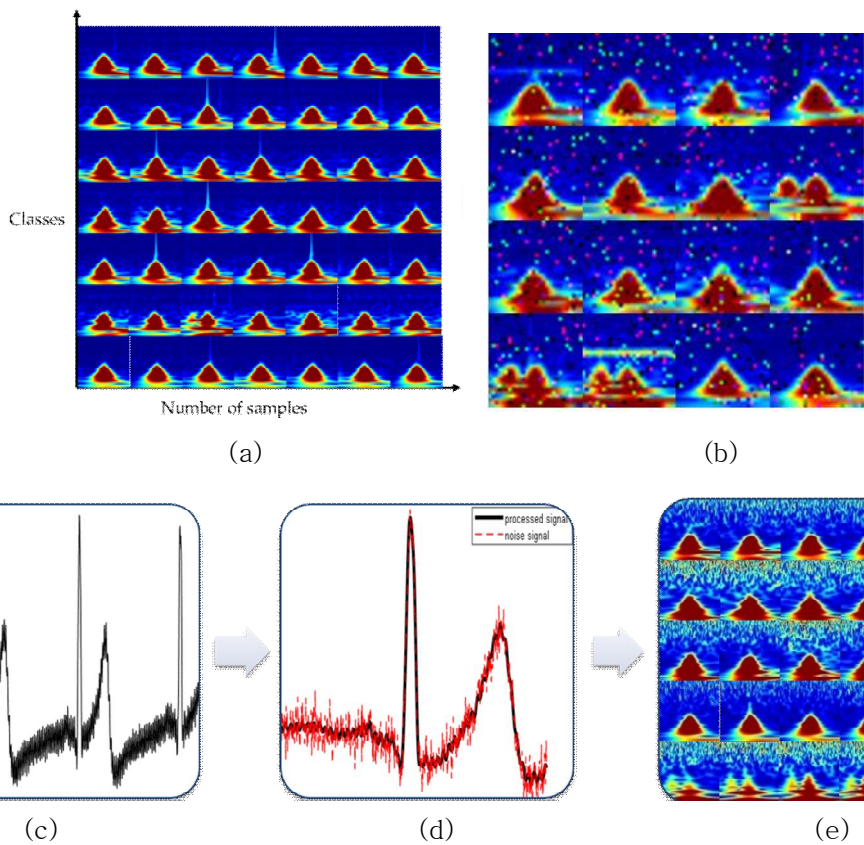 Classes
Number of samples
(a)
(b)
processed signal
noise signal
(c)
(d)
(e)